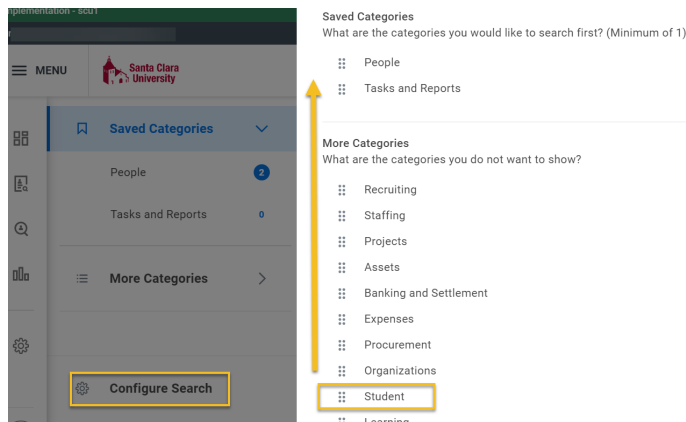 mplementation - scu1
MENU
Santa Clara
University
Saved Categories
People
2
Tasks and Reports
0
More Categories
Configure Search
Saved Categories
What are the categories you would like to search first? (Minimum of 1)
People
Tasks and Reports
More Categories
What are the categories you do not want to show?
Recruiting
Staffing
Projects
Assets
Banking and Settlement
Expenses
Procurement
Organizations
Student
Learning